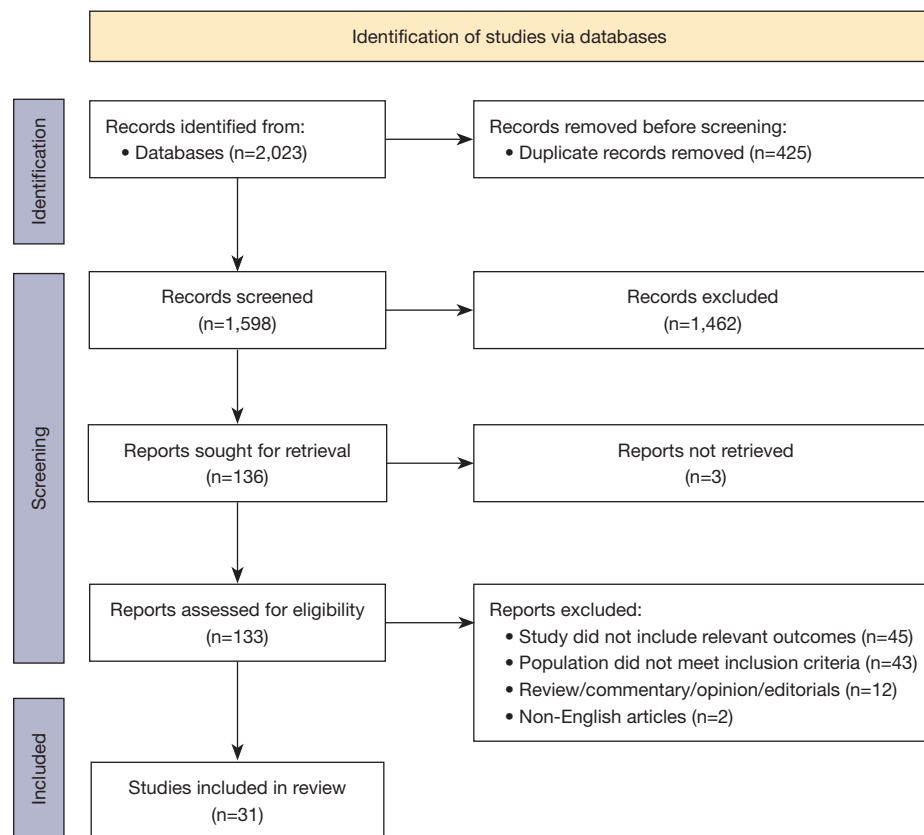 Identification of studies via databases
Identification
Records identified from:
• Databases (n=2,023)
Records removed before screening:
• Duplicate records removed (n=425)
Screening
Records screened
(n=1,598)
Records excluded
(n=1,462)
Reports sought for retrieval
(n=136)
Reports not retrieved
(n=3)
Reports assessed for eligibility
(n=133)
Reports excluded:
• Study did not include relevant outcomes (n=45)
• Population did not meet inclusion criteria (n=43)
• Review/commentary/opinion/editorials (n=12)
• Non-English articles (n=2)
Included
Studies included in review
(n=31)